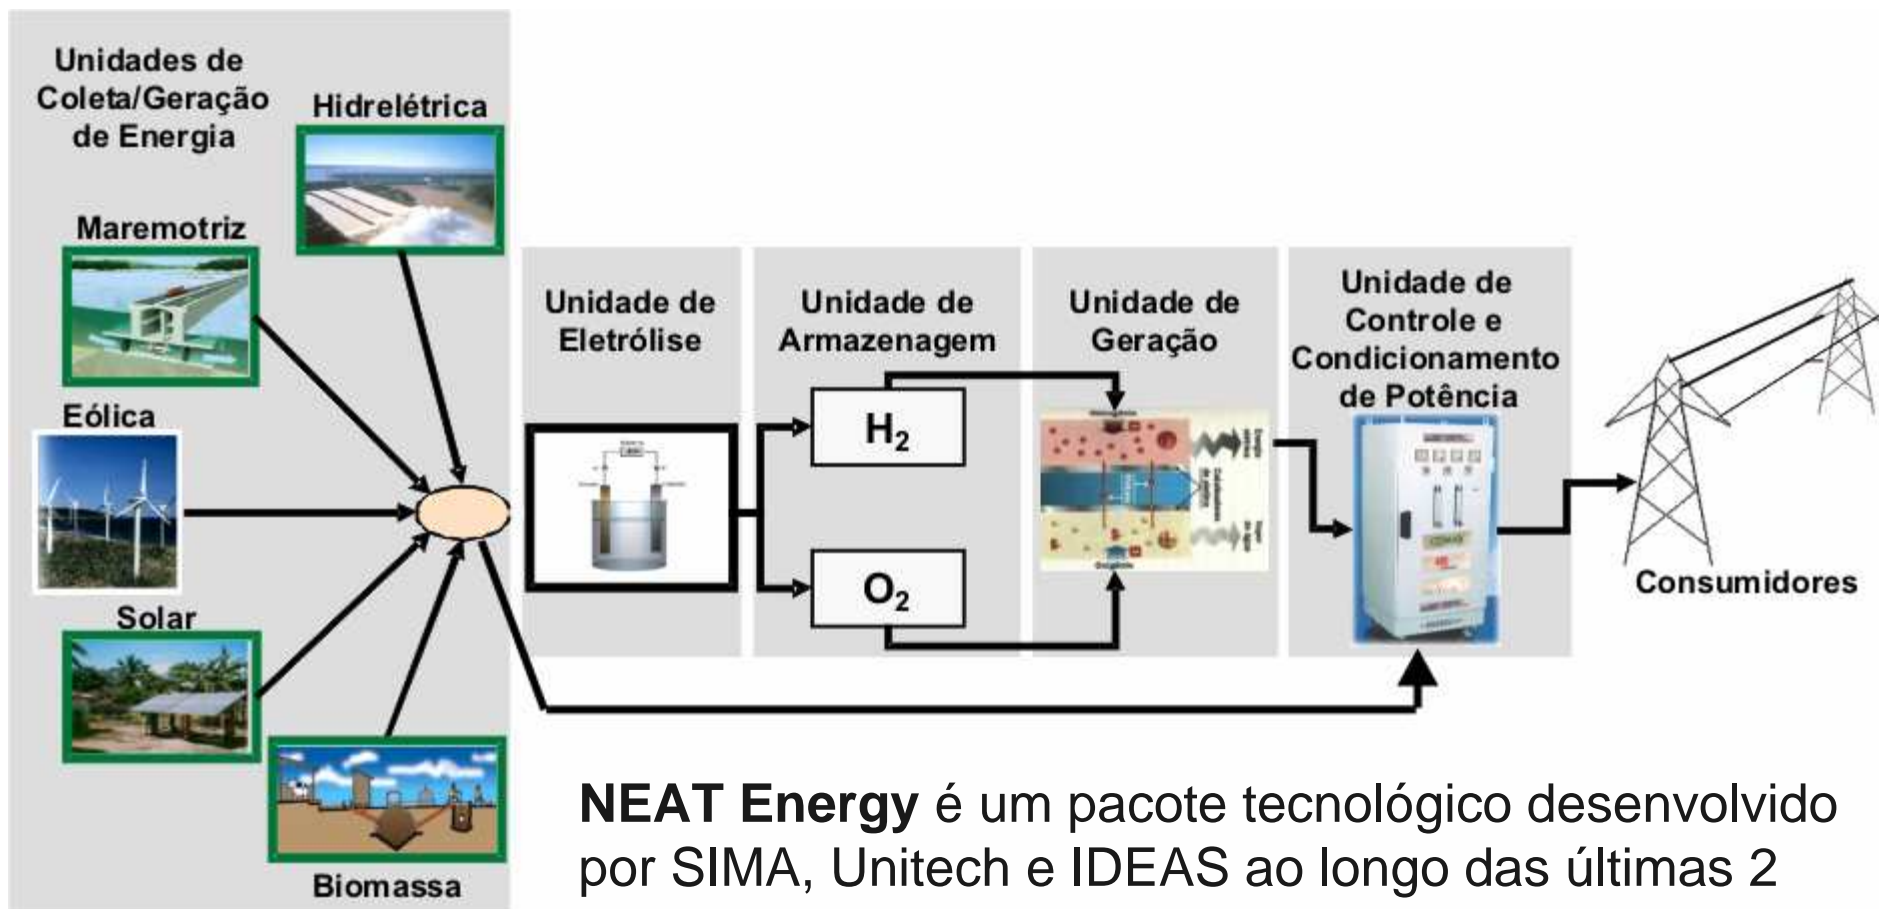 Unidades de
Coleta/Geração
de Energia
Hidrelétrica
Maremotriz
Eólica
Solar
Biomassa
Unidade de
Eletrólise
Unidade de
Armazenagem
H₂
O₂
Unidade de
Geração
Unidade de
Controle e
Condicionamento
de Potência
Consumidores
NEAT Energy é um pacote tecnológico desenvolvido
por SIMA, Unitech e IDEAS ao longo das últimas 2